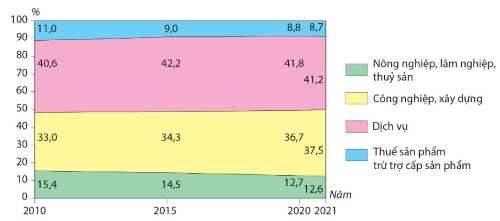 %
100
90
80
70
60
50
40
30
20
10
0
11,0 9,0 8,8 8,7
40,6 42,2 41,8 41,2
33,0 34,3 36,7 37,5
15,4 14,5 12,7 12,6
2010 2015 2020 2021
Năm
Nông nghiệp, lâm nghiệp,
thuỷ sản
Công nghiệp, xây dựng
Dịch vụ
Thuế sản phẩm
trừ trợ cấp sản phẩm